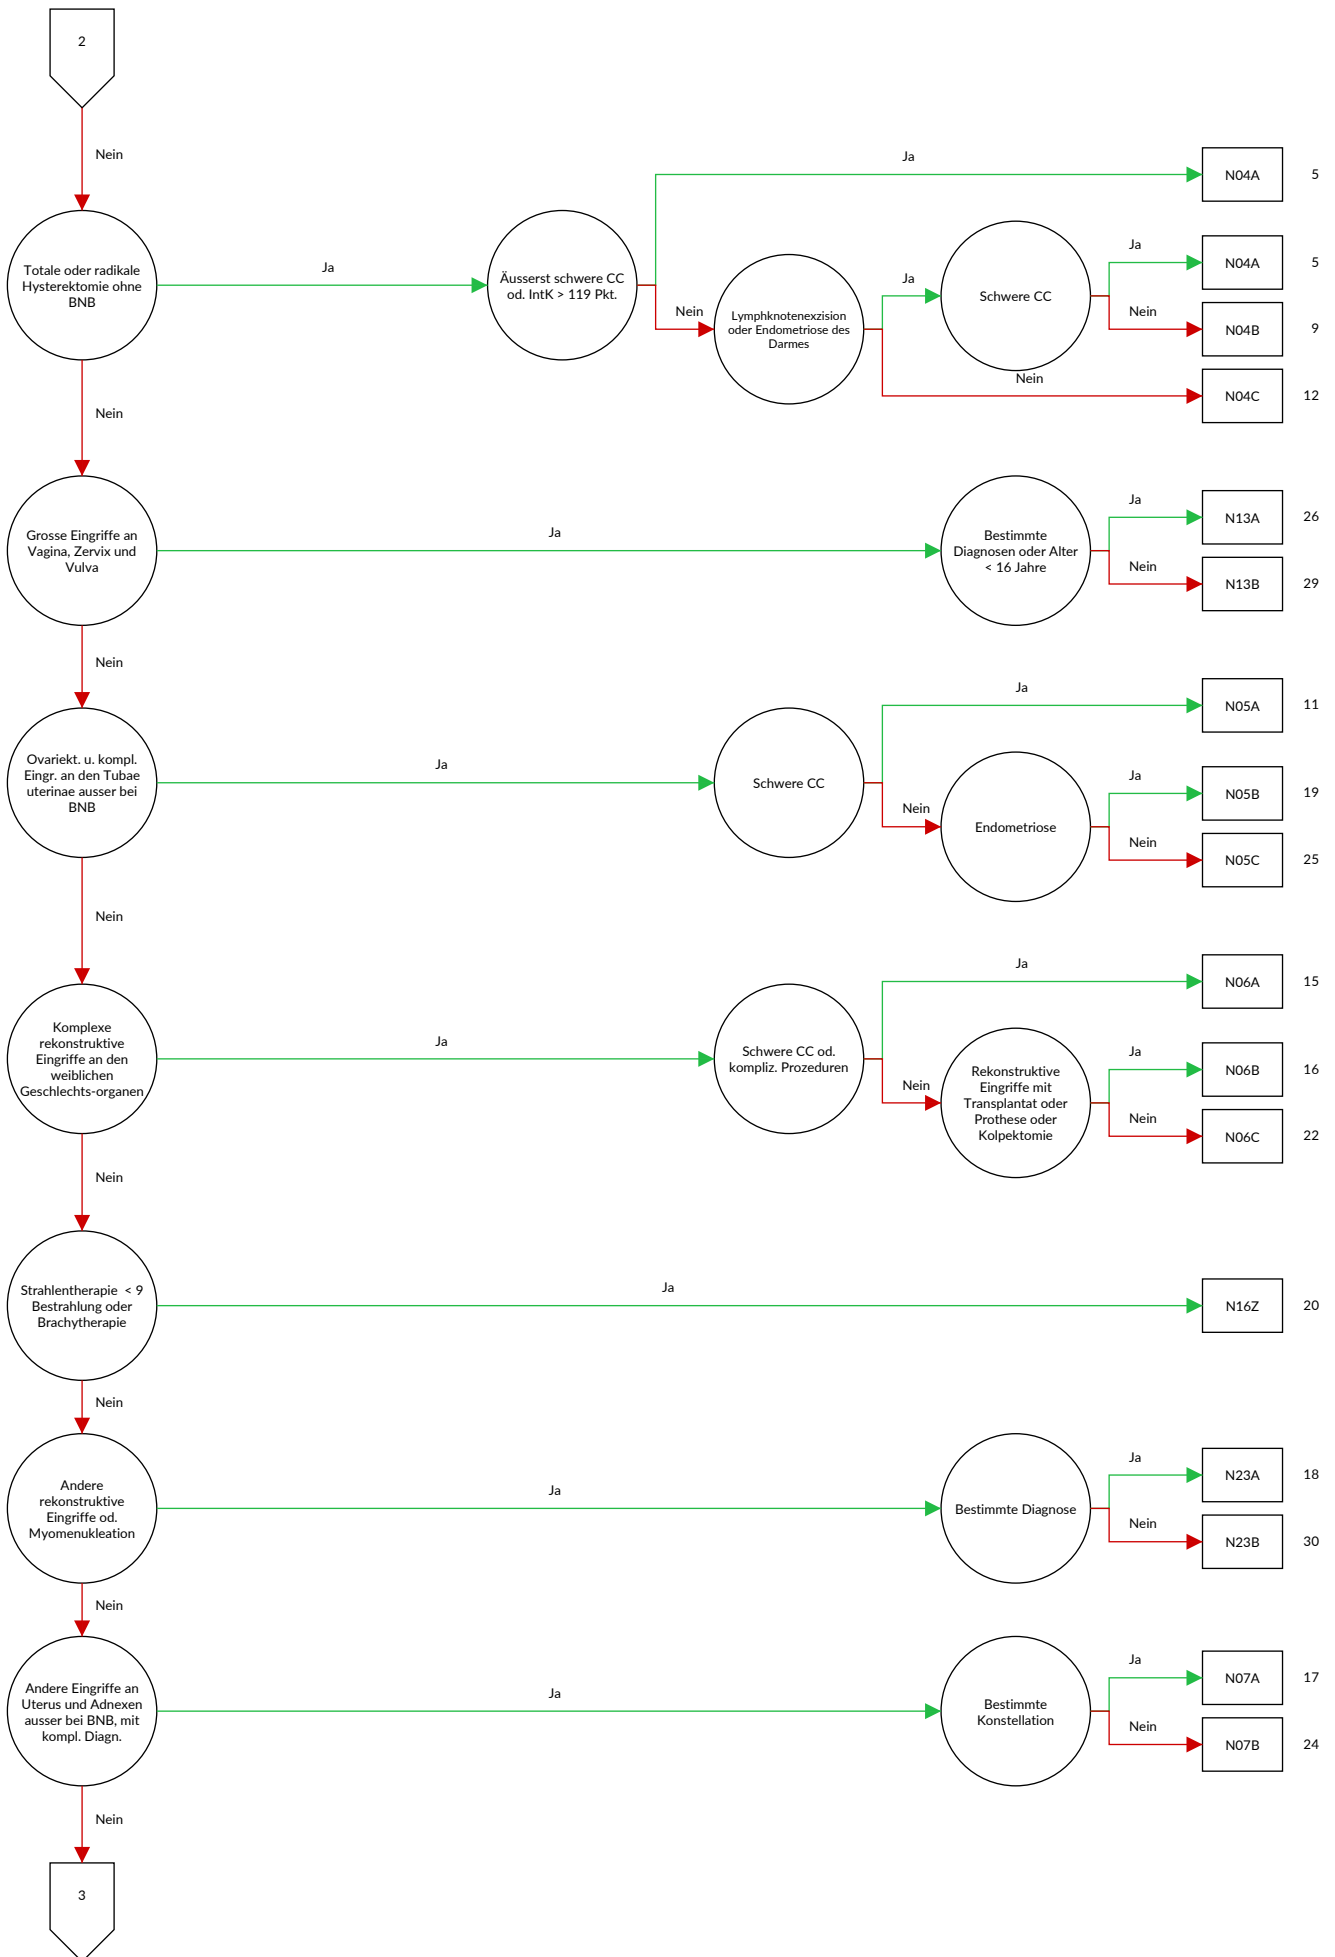 2
Nein
Totale oder radikale
Hysterektomie ohne
BNB
Ja
Äusserst schwere CC
od. IntK > 119 Pkt.
Ja
N04A
5
Nein
Lymphknotenexzision
oder Endometriose des
Darmes
Ja
Schwere CC
Ja
N04A
5
Nein
N04B
9
Nein
N04C
12
Nein
Grosse Eingriffe an
Vagina, Zervix und
Vulva
Ja
Bestimmte
Diagnosen oder Alter
< 16 Jahre
Ja
N13A
26
Nein
N13B
29
Nein
Ovariekt. u. kompl.
Eingr. an den Tubae
uterinae ausser bei
BNB
Ja
Schwere CC
Ja
N05A
11
Nein
Endometriose
Ja
N05B
19
Nein
N05C
25
Nein
Komplexe
rekonstruktive
Eingriffe an den
weiblichen
Geschlechts-organen
Ja
Schwere CC od.
kompliz. Prozeduren
Ja
N06A
15
Nein
Rekonstruktive
Eingriffe mit
Transplantat oder
Prothese oder
Kolpektomie
Ja
N06B
16
Nein
N06C
22
Nein
Strahlentherapie < 9
Bestrahlung oder
Brachytherapie
Ja
N16Z
20
Nein
Andere
rekonstruktive
Eingriffe od.
Myomenukleation
Ja
Bestimmte Diagnose
Ja
N23A
18
Nein
N23B
30
Nein
Andere Eingriffe an
Uterus und Adnexen
ausser bei BNB, mit
kompl. Diagn.
Ja
Bestimmte
Konstellation
Ja
N07A
17
Nein
N07B
24
Nein
3